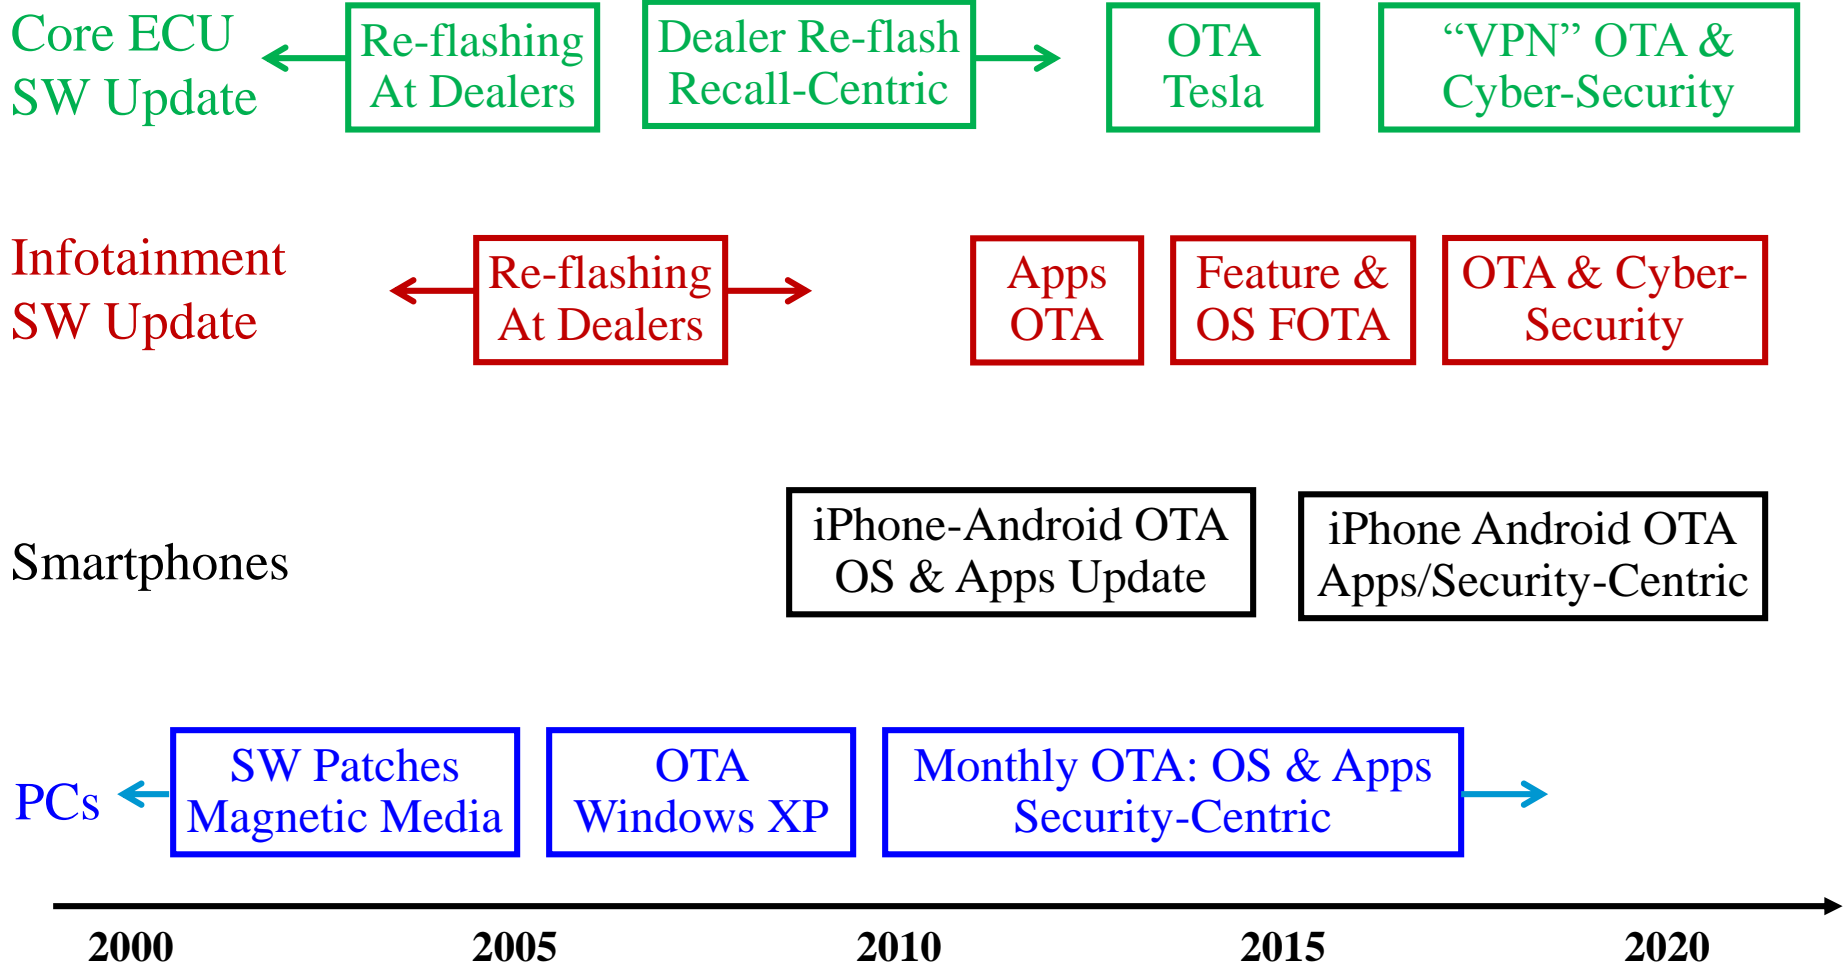 Core ECU
SW Update
Re-flashing
At Dealers
Dealer Re-flash
Recall-Centric
OTA
Tesla
“VPN” OTA &
Cyber-Security
Infotainment
SW Update
Re-flashing
At Dealers
Apps
OTA
Feature &
OS FOTA
OTA & Cyber-
Security
Smartphones
iPhone-Android OTA
OS & Apps Update
iPhone Android OTA
Apps/Security-Centric
PCs
SW Patches
Magnetic Media
OTA
Windows XP
Monthly OTA: OS & Apps
Security-Centric
2000
2005
2010
2015
2020